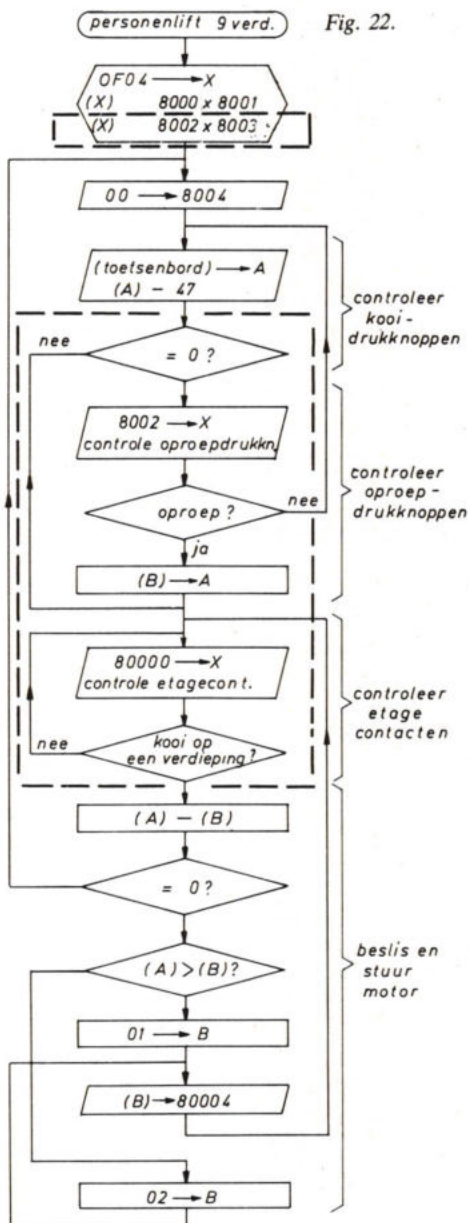 personenlift 9 verd.
Fig. 22.
OF04 → X
(X) 8000 x 8001
(X) 8002 x 8003
00 → 8004
(toetsenbord) → A
(A) - 47
controleer
kooi-
drukknoppen
nee
= 0 ?
8002 → X
controle oproepdrukkn.
controleer
oproep-
drukknoppen
oproep ?
nee
ja
(B) → A
80000 → X
controle etagecont.
controleer
etage
contacten
nee
kooi op
een verdieping?
(A) - (B)
= 0 ?
(A) > (B)?
beslis en
stuur
motor
01 → B
(B) → 80004
02 → B